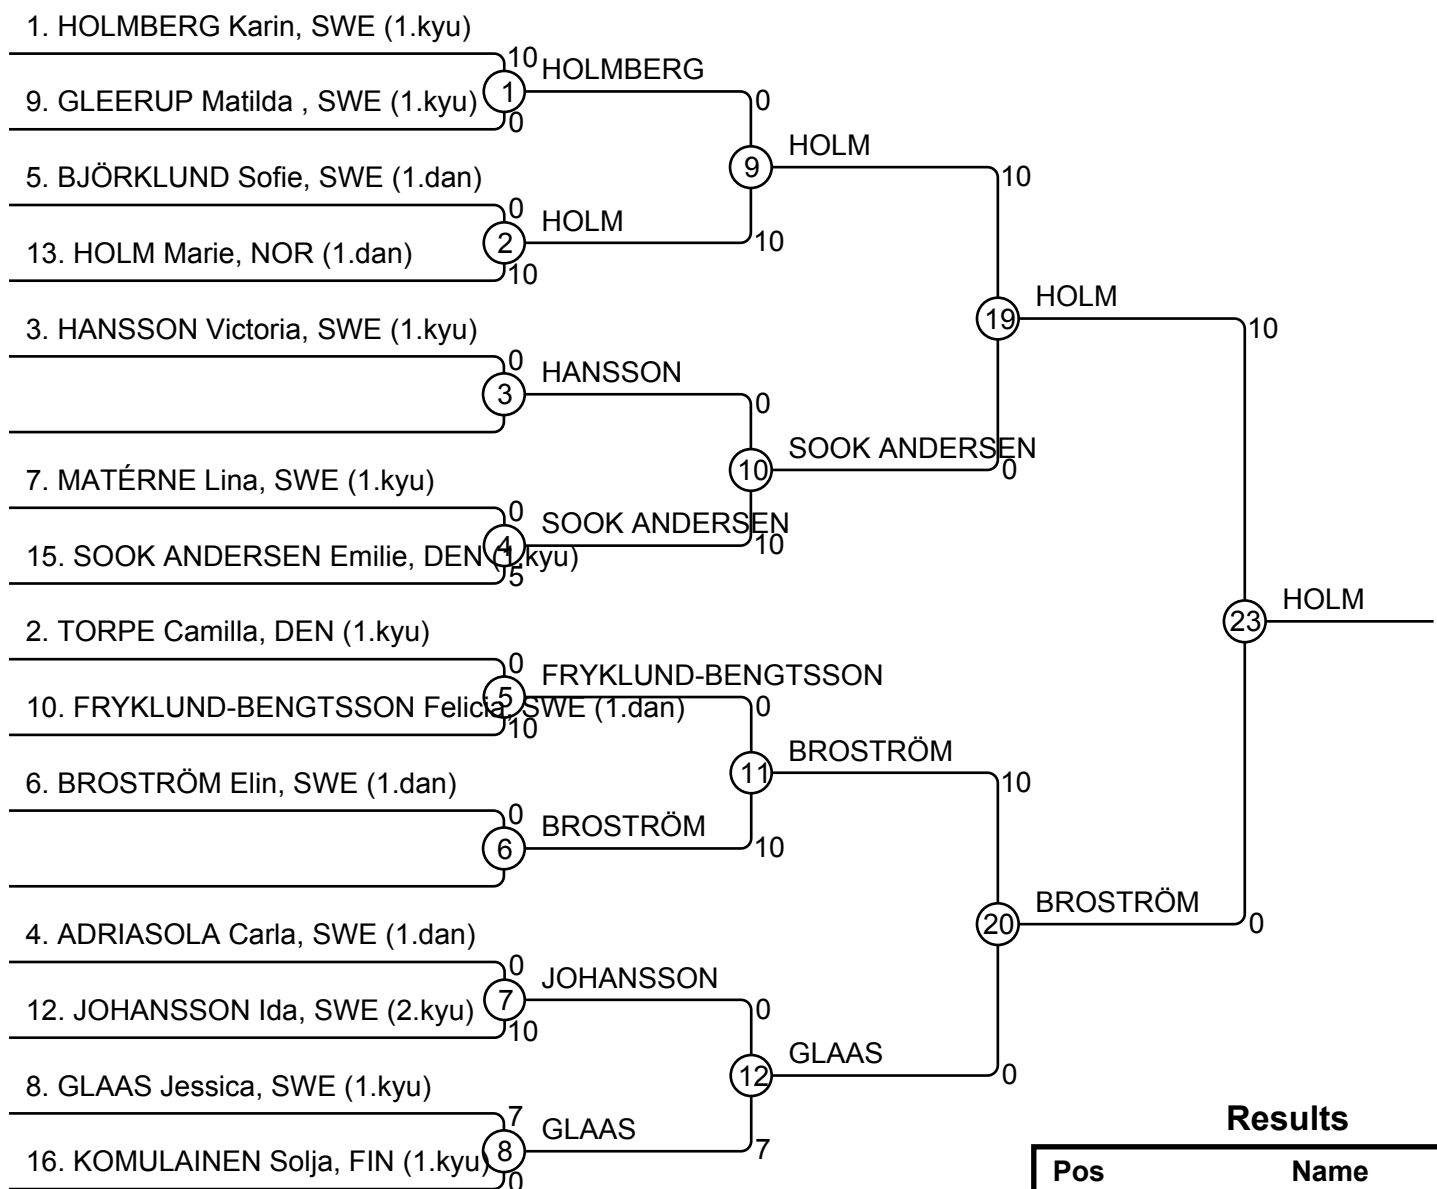 1. HOLMBERG Karin, SWE (1.kyu)
10
HOLMBERG
1
0
9. GLEERUP Matilda , SWE (1.kyu)
0
HOLM
9
10
5. BJÖRKLUND Sofie, SWE (1.dan)
0
HOLM
2
10
13. HOLM Marie, NOR (1.dan)
10
HOLM
19
10
3. HANSSON Victoria, SWE (1.kyu)
0
HANSSON
3
0
SOOK ANDERSEN
10
0
7. MATÉRNE Lina, SWE (1.kyu)
0
SOOK ANDERSEN
4
10
15. SOOK ANDERSEN Emilie, DEN (1.kyu)
5
HOLM
23
2. TORPE Camilla, DEN (1.kyu)
0
FRYKLUND-BENGTSSON
5
0
10. FRYKLUND-BENGTSSON Felicia, SWE (1.dan)
10
BROSTRÖM
11
10
6. BROSTRÖM Elin, SWE (1.dan)
0
BROSTRÖM
6
10
BROSTRÖM
20
0
4. ADRIASOLA Carla, SWE (1.dan)
0
JOHANSSON
7
0
12. JOHANSSON Ida, SWE (2.kyu)
10
GLAAS
12
0
8. GLAAS Jessica, SWE (1.kyu)
7
GLAAS
8
7
16. KOMULAINEN Solja, FIN (1.kyu)
0
Results
Pos Name